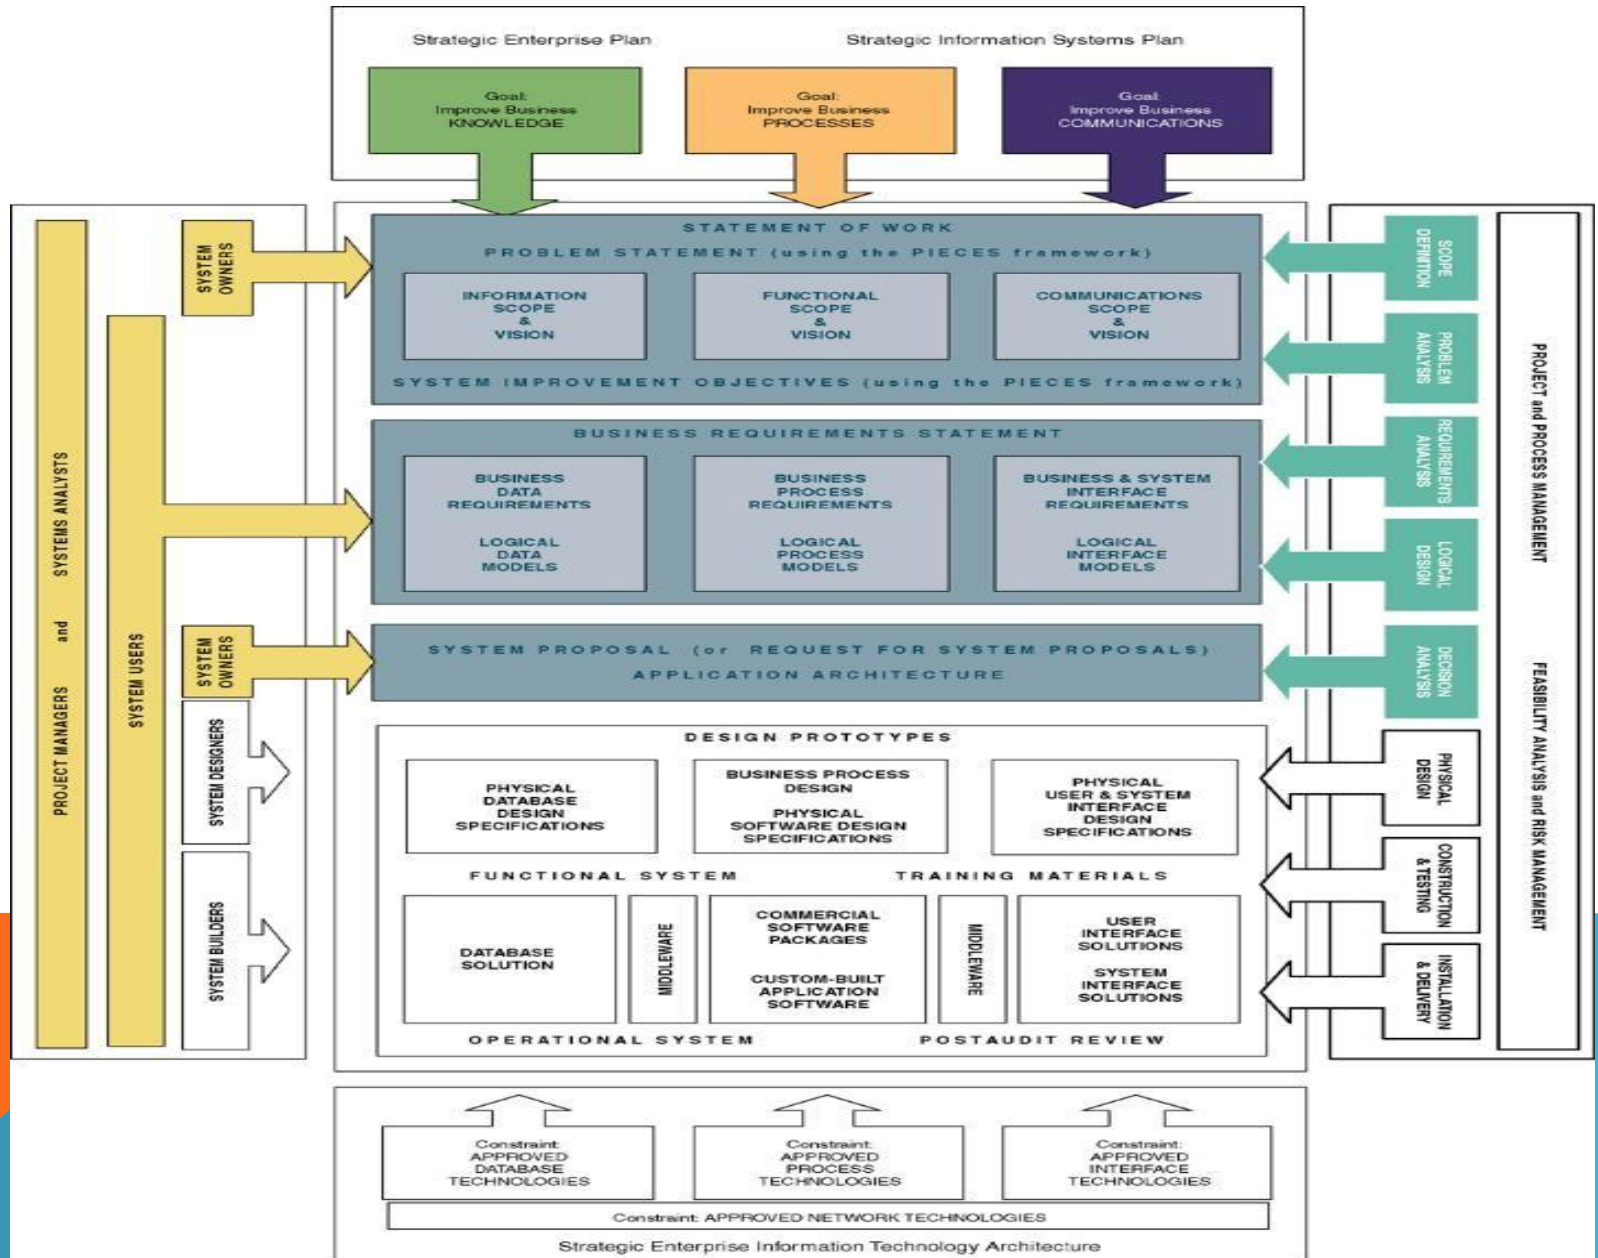 Strategic Enterprise Plan
Strategic Information Systems Plan
Goal:
Improve Business
KNOWLEDGE
Goal:
Improve Business
PROCESSES
Goal:
Improve Business
COMMUNICATIONS
PROJECT MANAGERS and SYSTEMS ANALYSTS
SYSTEM USERS
SYSTEM
OWNERS
SYSTEM
OWNERS
SYSTEM DESIGNERS
SYSTEM BUILDERS
STATEMENT OF WORK
PROBLEM STATEMENT (using the PIECES framework)
INFORMATION
SCOPE
&
VISION
FUNCTIONAL
SCOPE
&
VISION
COMMUNICATIONS
SCOPE
&
VISION
SYSTEM IMPROVEMENT OBJECTIVES (using the PIECES framework)
BUSINESS REQUIREMENTS STATEMENT
BUSINESS
DATA
REQUIREMENTS
LOGICAL
DATA
MODELS
BUSINESS
PROCESS
REQUIREMENTS
LOGICAL
PROCESS
MODELS
BUSINESS & SYSTEM
INTERFACE
REQUIREMENTS
LOGICAL
INTERFACE
MODELS
SYSTEM PROPOSAL (or REQUEST FOR SYSTEM PROPOSALS)
APPLICATION ARCHITECTURE
DESIGN PROTOTYPES
PHYSICAL
DATABASE
DESIGN
SPECIFICATIONS
BUSINESS PROCESS
DESIGN
PHYSICAL
SOFTWARE DESIGN
SPECIFICATIONS
PHYSICAL
USER & SYSTEM
INTERFACE
DESIGN
SPECIFICATIONS
FUNCTIONAL SYSTEM
TRAINING MATERIALS
DATABASE
SOLUTION
MIDDLEWARE
COMMERCIAL
SOFTWARE
PACKAGES
CUSTOM-BUILT
APPLICATION
SOFTWARE
MIDDLEWARE
USER
INTERFACE
SOLUTIONS
SYSTEM
INTERFACE
SOLUTIONS
OPERATIONAL SYSTEM
POSTAUDIT REVIEW
SCOPE
DEFINITION
PROBLEM
ANALYSIS
REQUIREMENTS
ANALYSIS
LOGICAL
DESIGN
DECISION
ANALYSIS
PHYSICAL
DESIGN
CONSTRUCTION
& TESTING
INSTALLATION
& DELIVERY
PROJECT and PROCESS MANAGEMENT
FEASIBILITY ANALYSIS and RISK MANAGEMENT
Constraint:
APPROVED
DATABASE
TECHNOLOGIES
Constraint:
APPROVED
PROCESS
TECHNOLOGIES
Constraint:
APPROVED
INTERFACE
TECHNOLOGIES
Constraint: APPROVED NETWORK TECHNOLOGIES
Strategic Enterprise Information Technology Architecture